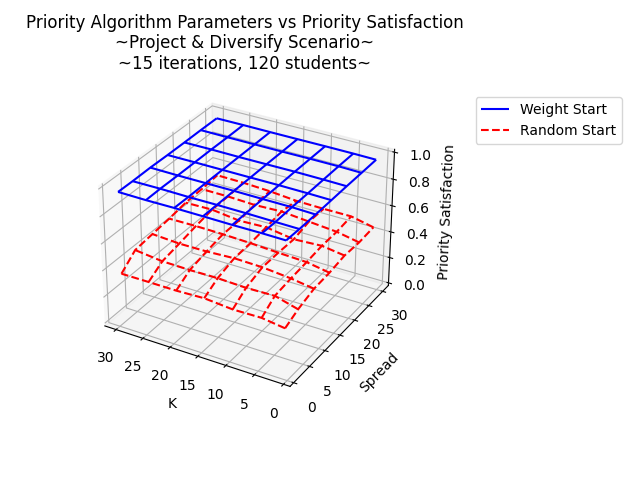 Priority Algorithm Parameters vs Priority Satisfaction
~Project & Diversify Scenario~
~15 iterations, 120 students~
Weight Start
Random Start
1.0
0.8
0.6
0.4
0.2
0.0
Priority Satisfaction
30
25
20
15
10
5
0
K
30
25
20
15
10
5
0
Spread